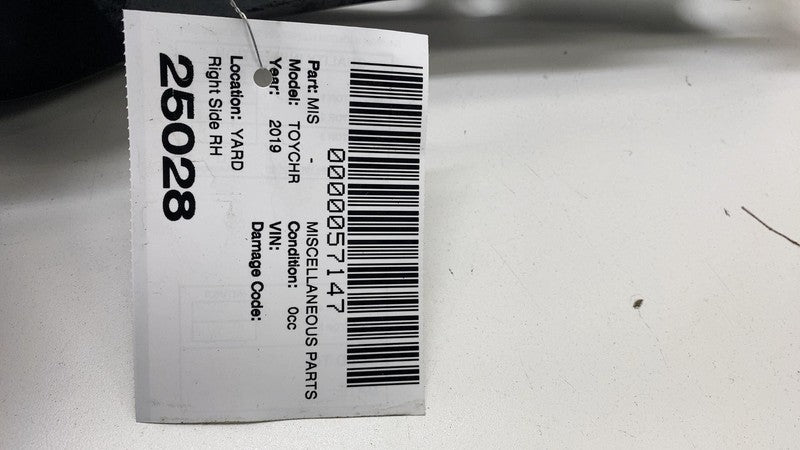 0000057147
Part: MIS - MISCELLANEOUS PARTS
Model: TOYCHR Condition: 0cc
Year: 2019 VIN:
Damage Code:
Location: YARD
Right Side RH
25028